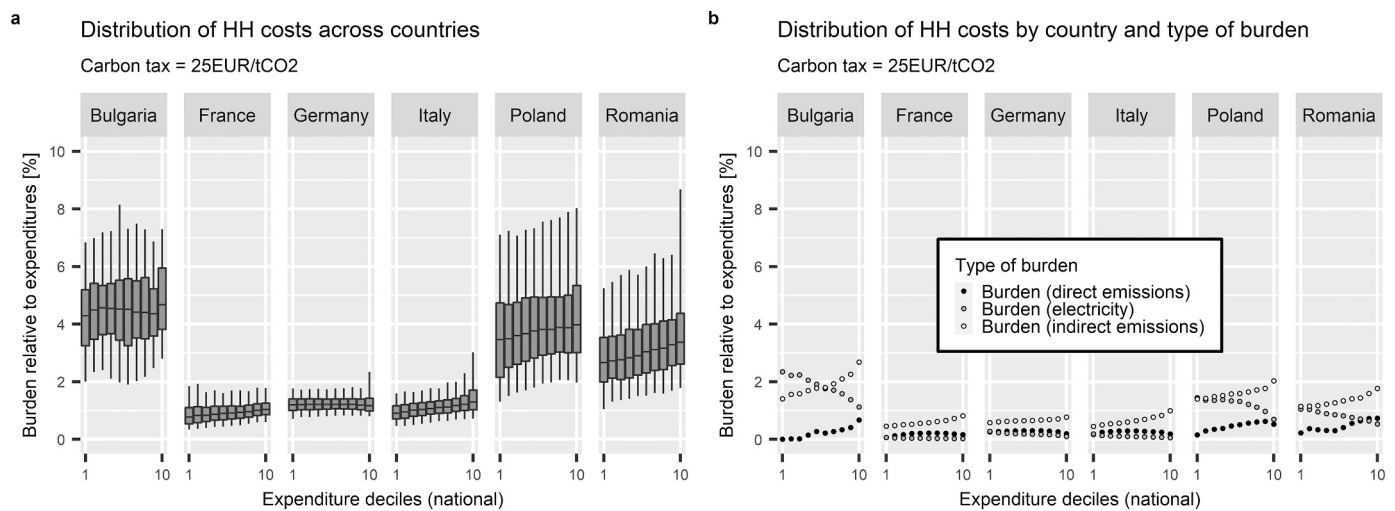 a
Distribution of HH costs across countries
Carbon tax = 25EUR/tCO2
Bulgaria France Germany Italy Poland Romania
Burden relative to expenditures [%]
10
8
6
4
2
0
1 10 1 10 1 10 1 10 1 10 1 10
Expenditure deciles (national)
b
Distribution of HH costs by country and type of burden
Carbon tax = 25EUR/tCO2
Bulgaria France Germany Italy Poland Romania
Burden relative to expenditures [%]
10
8
6
4
2
0
Type of burden
Burden (direct emissions)
Burden (electricity)
Burden (indirect emissions)
1 10 1 10 1 10 1 10 1 10 1 10
Expenditure deciles (national)